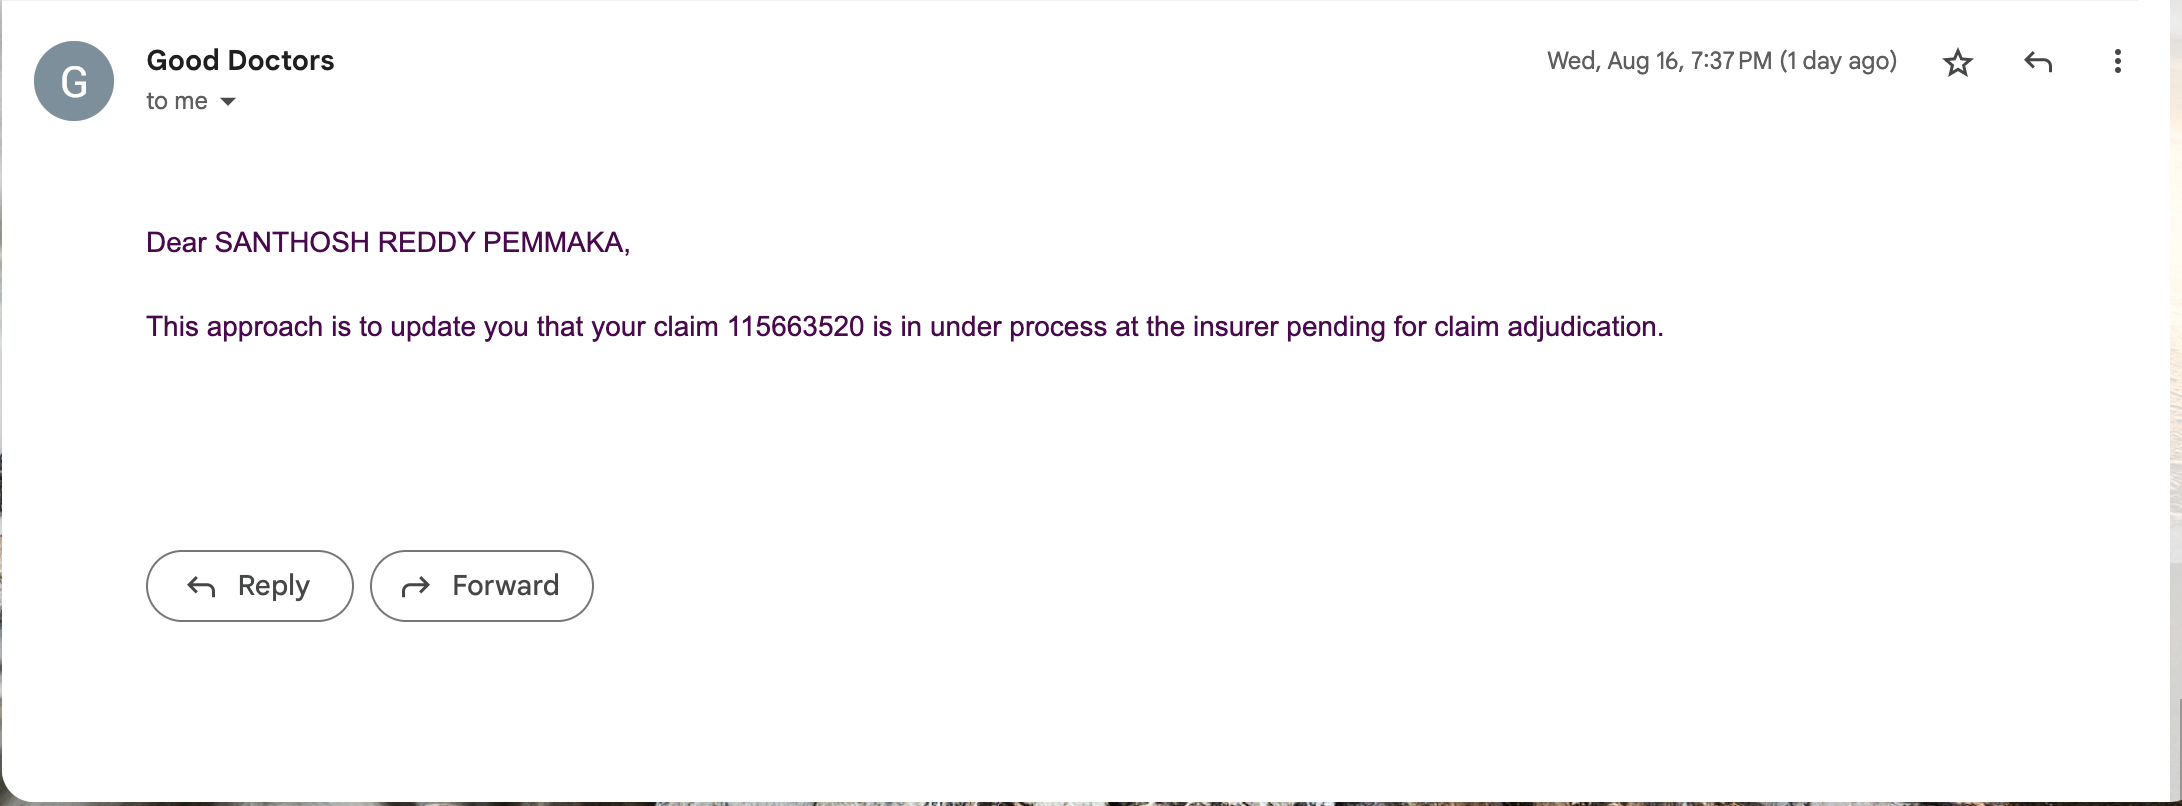 G
Good Doctors
Wed, Aug 16, 7:37 PM (1 day ago)
to me
Dear SANTHOSH REDDY PEMMAKA,
This approach is to update you that your claim 115663520 is in under process at the insurer pending for claim adjudication.
Reply
Forward